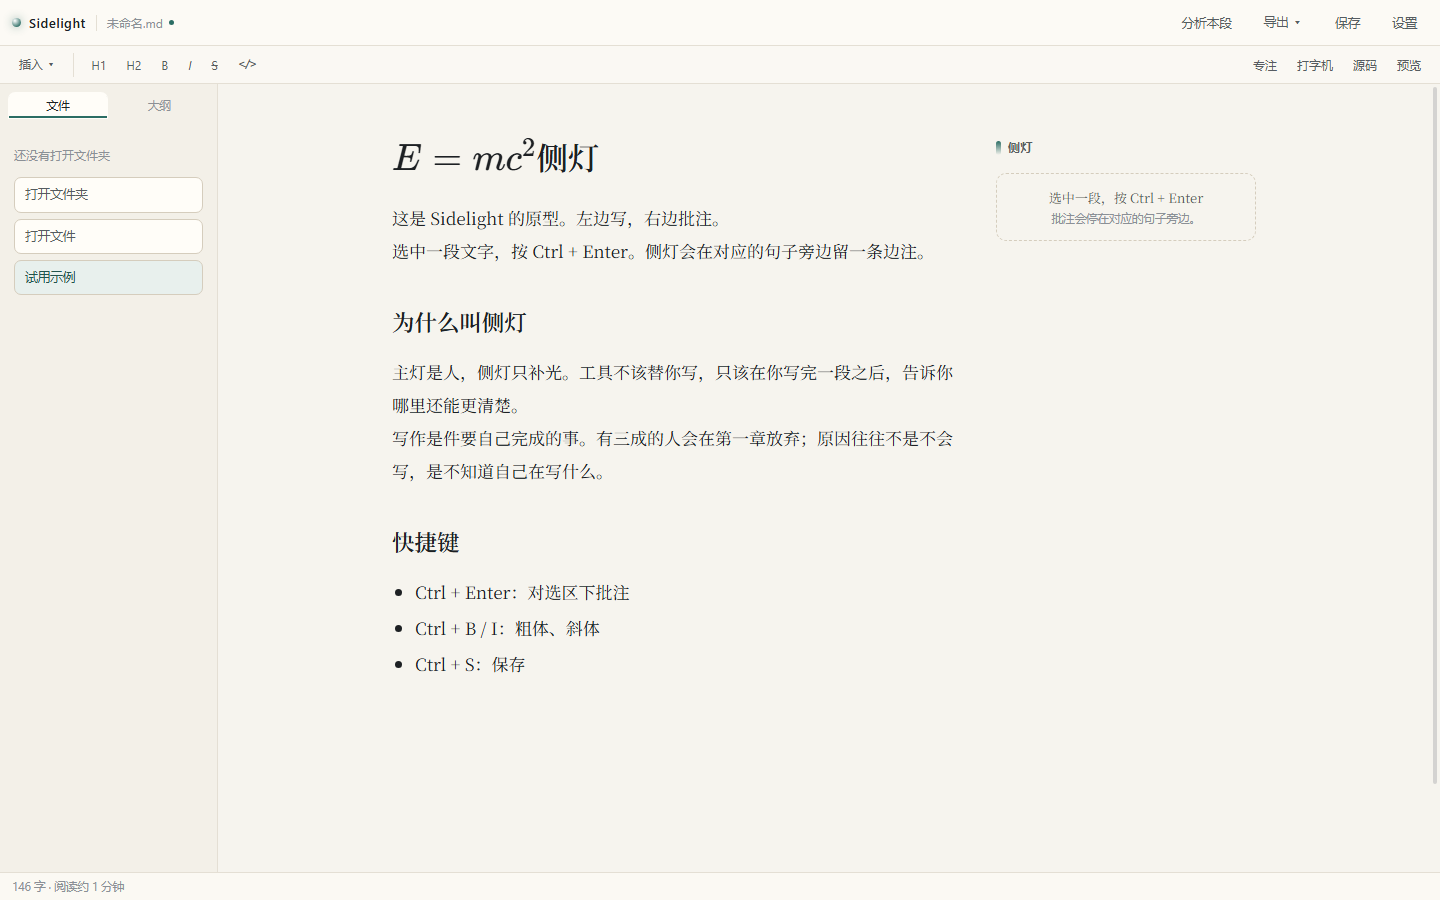 Sidelight 未命名.md
分析本段 导出 保存 设置
插入 H1 H2 B I S </>
专注 打字机 源码 预览
文件 大纲
还没有打开文件夹
打开文件夹
打开文件
试用示例
E = mc²侧灯
这是 Sidelight 的原型。左边写，右边批注。
选中一段文字，按 Ctrl + Enter。侧灯会在对应的句子旁边留一条边注。
为什么叫侧灯
主灯是人，侧灯只补光。工具不该替你写，只该在你写完一段之后，告诉你
哪里还能更清楚。
写作是件要自己完成的事。有三成的人会在第一章放弃；原因往往不是不会
写，是不知道自己在写什么。
快捷键
Ctrl + Enter：对选区下批注
Ctrl + B / I：粗体、斜体
Ctrl + S：保存
侧灯
选中一段，按 Ctrl + Enter
批注会停在对应的句子旁边。
146 字 · 阅读约 1 分钟